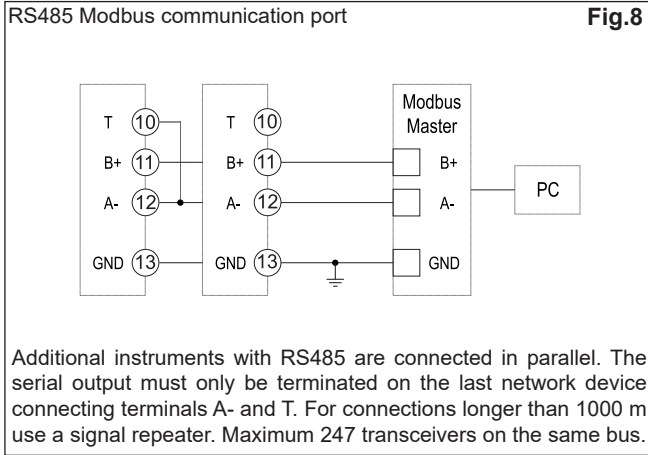 RS485 Modbus communication port Fig.8
Modbus
Master
T 10 T 10
B+ 11 B+ 11 B+
PC
A- 12 A- 12 A-
GND 13 GND 13 GND
Additional instruments with RS485 are connected in parallel. The
serial output must only be terminated on the last network device
connecting terminals A- and T. For connections longer than 1000 m
use a signal repeater. Maximum 247 transceivers on the same bus.